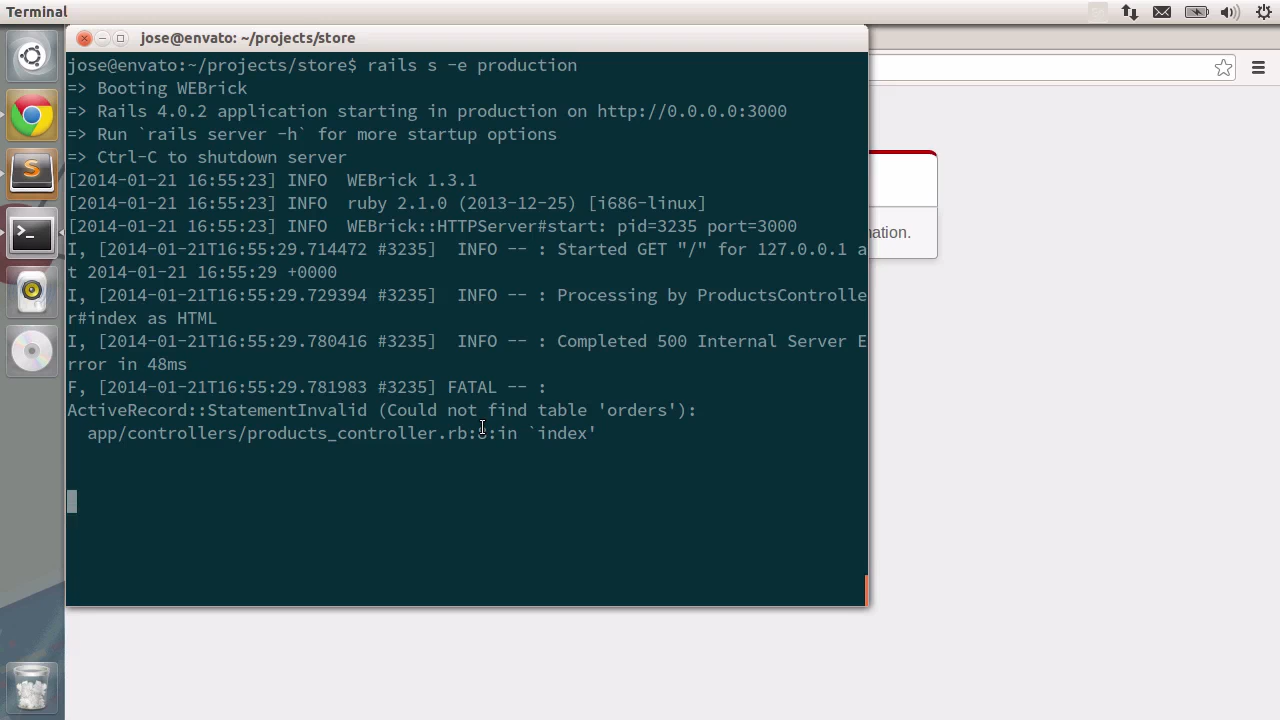 Terminal
jose@envato: ~/projects/store
jose@envato:~/projects/store$ rails s -e production
=> Booting WEBrick
=> Rails 4.0.2 application starting in production on http://0.0.0.0:3000
=> Run `rails server -h` for more startup options
=> Ctrl-C to shutdown server
[2014-01-21 16:55:23] INFO  WEBrick 1.3.1
[2014-01-21 16:55:23] INFO  ruby 2.1.0 (2013-12-25) [i686-linux]
[2014-01-21 16:55:23] INFO  WEBrick::HTTPServer#start: pid=3235 port=3000
I, [2014-01-21T16:55:29.714472 #3235]  INFO -- : Started GET "/" for 127.0.0.1 a
t 2014-01-21 16:55:29 +0000
I, [2014-01-21T16:55:29.729394 #3235]  INFO -- : Processing by ProductsControlle
r#index as HTML
I, [2014-01-21T16:55:29.780416 #3235]  INFO -- : Completed 500 Internal Server E
rror in 48ms
F, [2014-01-21T16:55:29.781983 #3235] FATAL -- :
ActiveRecord::StatementInvalid (Could not find table 'orders'):
app/controllers/products_controller.rb: :in `index'
mation.